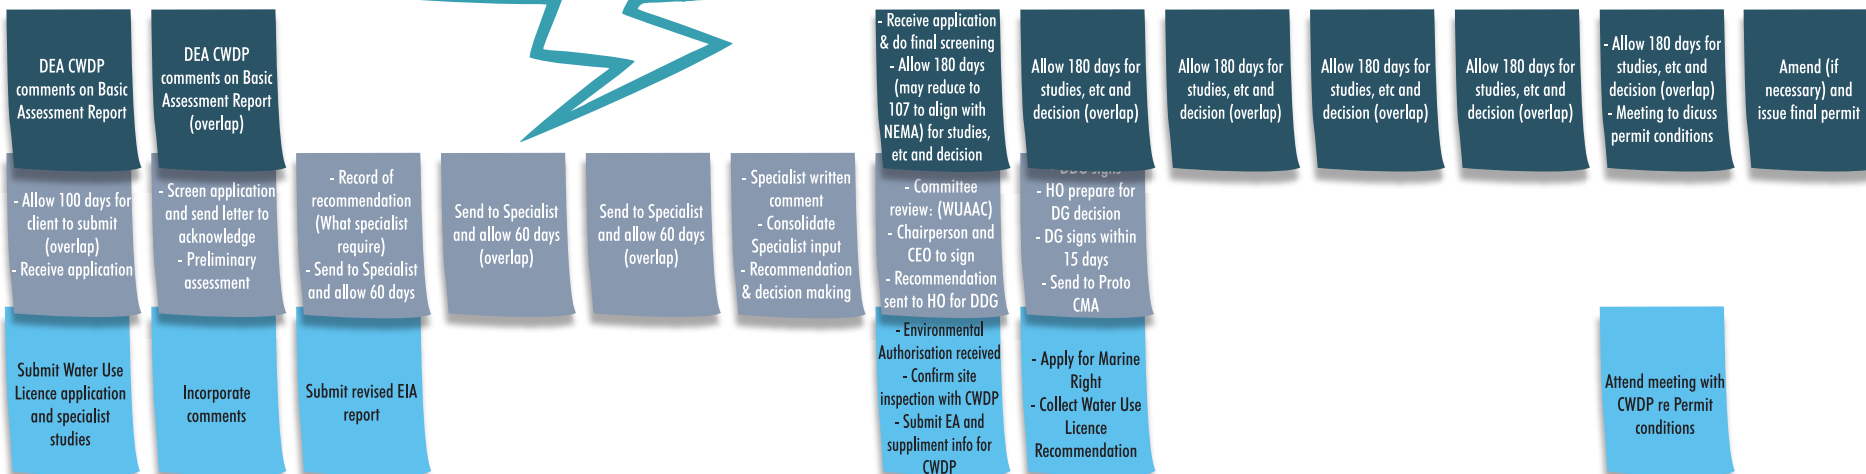 DEA CWDP
comments on Basic
Assessment Report
DEA CWDP
comments on Basic
Assessment Report
(overlap)
- Receive application
& do final screening
- Allow 180 days
(may reduce to
107 to align with
NEMA) for studies,
etc and decision
Allow 180 days for
studies, etc and
decision (overlap)
Allow 180 days for
studies, etc and
decision (overlap)
Allow 180 days for
studies, etc and
decision (overlap)
Allow 180 days for
studies, etc and
decision (overlap)
- Allow 180 days for
studies, etc and
decision (overlap)
- Meeting to dicuss
permit conditions
Amend (if
necessary) and
issue final permit
- Allow 100 days for
client to submit
(overlap)
- Receive application
- Screen application
and send letter to
acknowledge
- Preliminary
assessment
- Record of
recommendation
(What specialist
require)
- Send to Specialist
and allow 60 days
Send to Specialist
and allow 60 days
(overlap)
Send to Specialist
and allow 60 days
(overlap)
- Specialist written
comment
- Consolidate
Specialist input
- Recommendation
& decision making
- Committee
review: (WUAAC)
- Chairperson and
CEO to sign
- Recommendation
sent to HO for DDG
- DDG signs
- HO prepare for
DG decision
- DG signs within
15 days
- Send to Proto
CMA
Submit Water Use
Licence application
and specialist
studies
Incorporate
comments
Submit revised EIA
report
- Environmental
Authorisation received
- Confirm site
inspection with CWDP
- Submit EA and
suppliment info for
CWDP
- Apply for Marine
Right
- Collect Water Use
Licence
Recommendation
Attend meeting with
CWDP re Permit
conditions